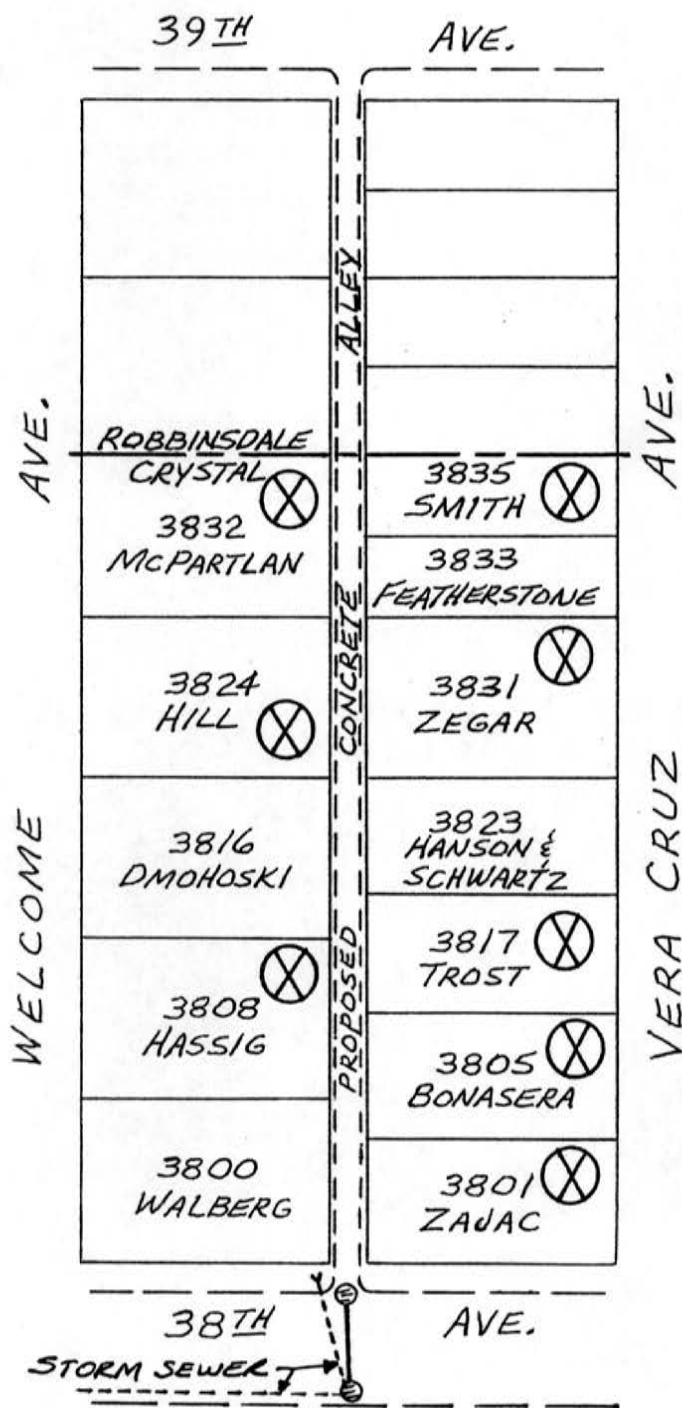 39TH AVE.
ALLEY
ROBBINSDALE
CRYSTAL
AVE.
AVE.
3832
McPARTLAN
3835
SMITH
3833
FEATHERSTONE
CONCRETE
3824
HILL
3831
ZEGAR
3816
DMOHOSKI
3823
HANSON &
SCHWARTZ
WELCOME
VERA CRUZ
PROPOSED
3808
HASSIG
3817
TROST
3805
BONASERA
3800
WALBERG
3801
ZAJAC
38TH AVE.
STORM SEWER